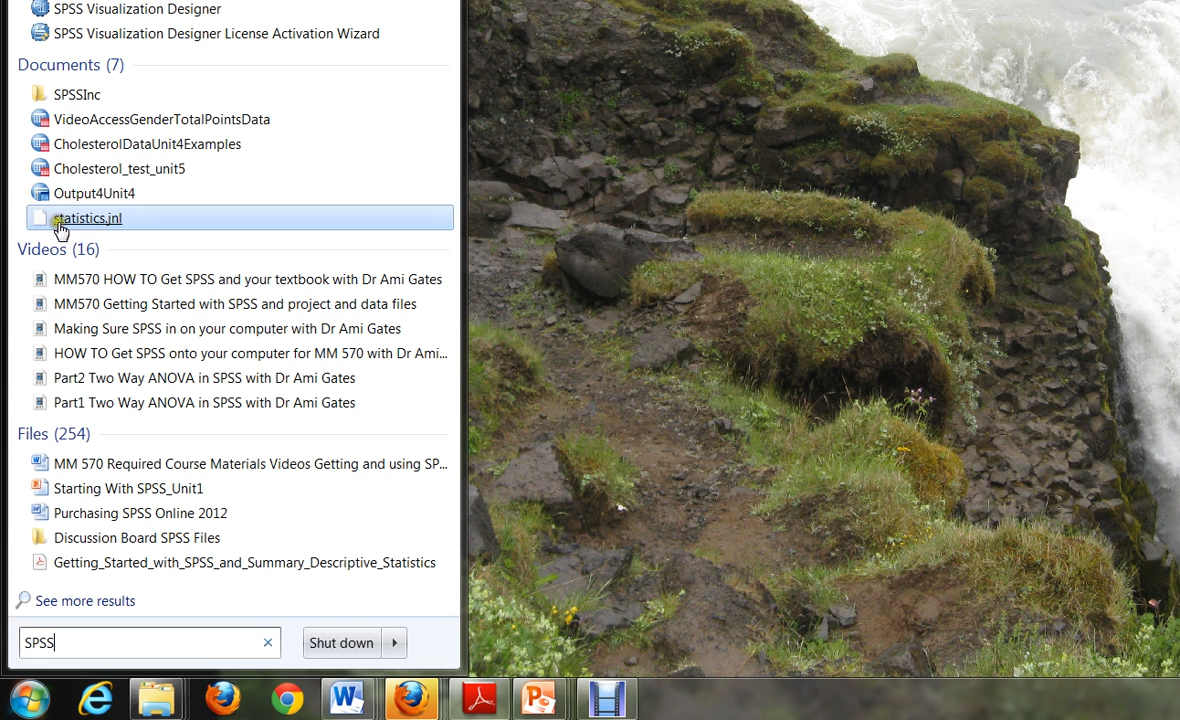 SPSS Visualization Designer
SPSS Visualization Designer License Activation Wizard
Documents (7)
SPSSInc
VideoAccessGenderTotalPointsData
CholesterolDataUnit4Examples
Cholesterol_test_unit5
Output4Unit4
statistics.jnl
Videos (16)
MM570 HOW TO Get SPSS and your textbook with Dr Ami Gates
MM570 Getting Started with SPSS and project and data files
Making Sure SPSS in on your computer with Dr Ami Gates
HOW TO Get SPSS onto your computer for MM 570 with Dr Ami...
Part2 Two Way ANOVA in SPSS with Dr Ami Gates
Part1 Two Way ANOVA in SPSS with Dr Ami Gates
Files (254)
MM 570 Required Course Materials Videos Getting and using SP...
Starting With SPSS_Unit1
Purchasing SPSS Online 2012
Discussion Board SPSS Files
Getting_Started_with_SPSS_and_Summary_Descriptive_Statistics
See more results
SPSS Shut down